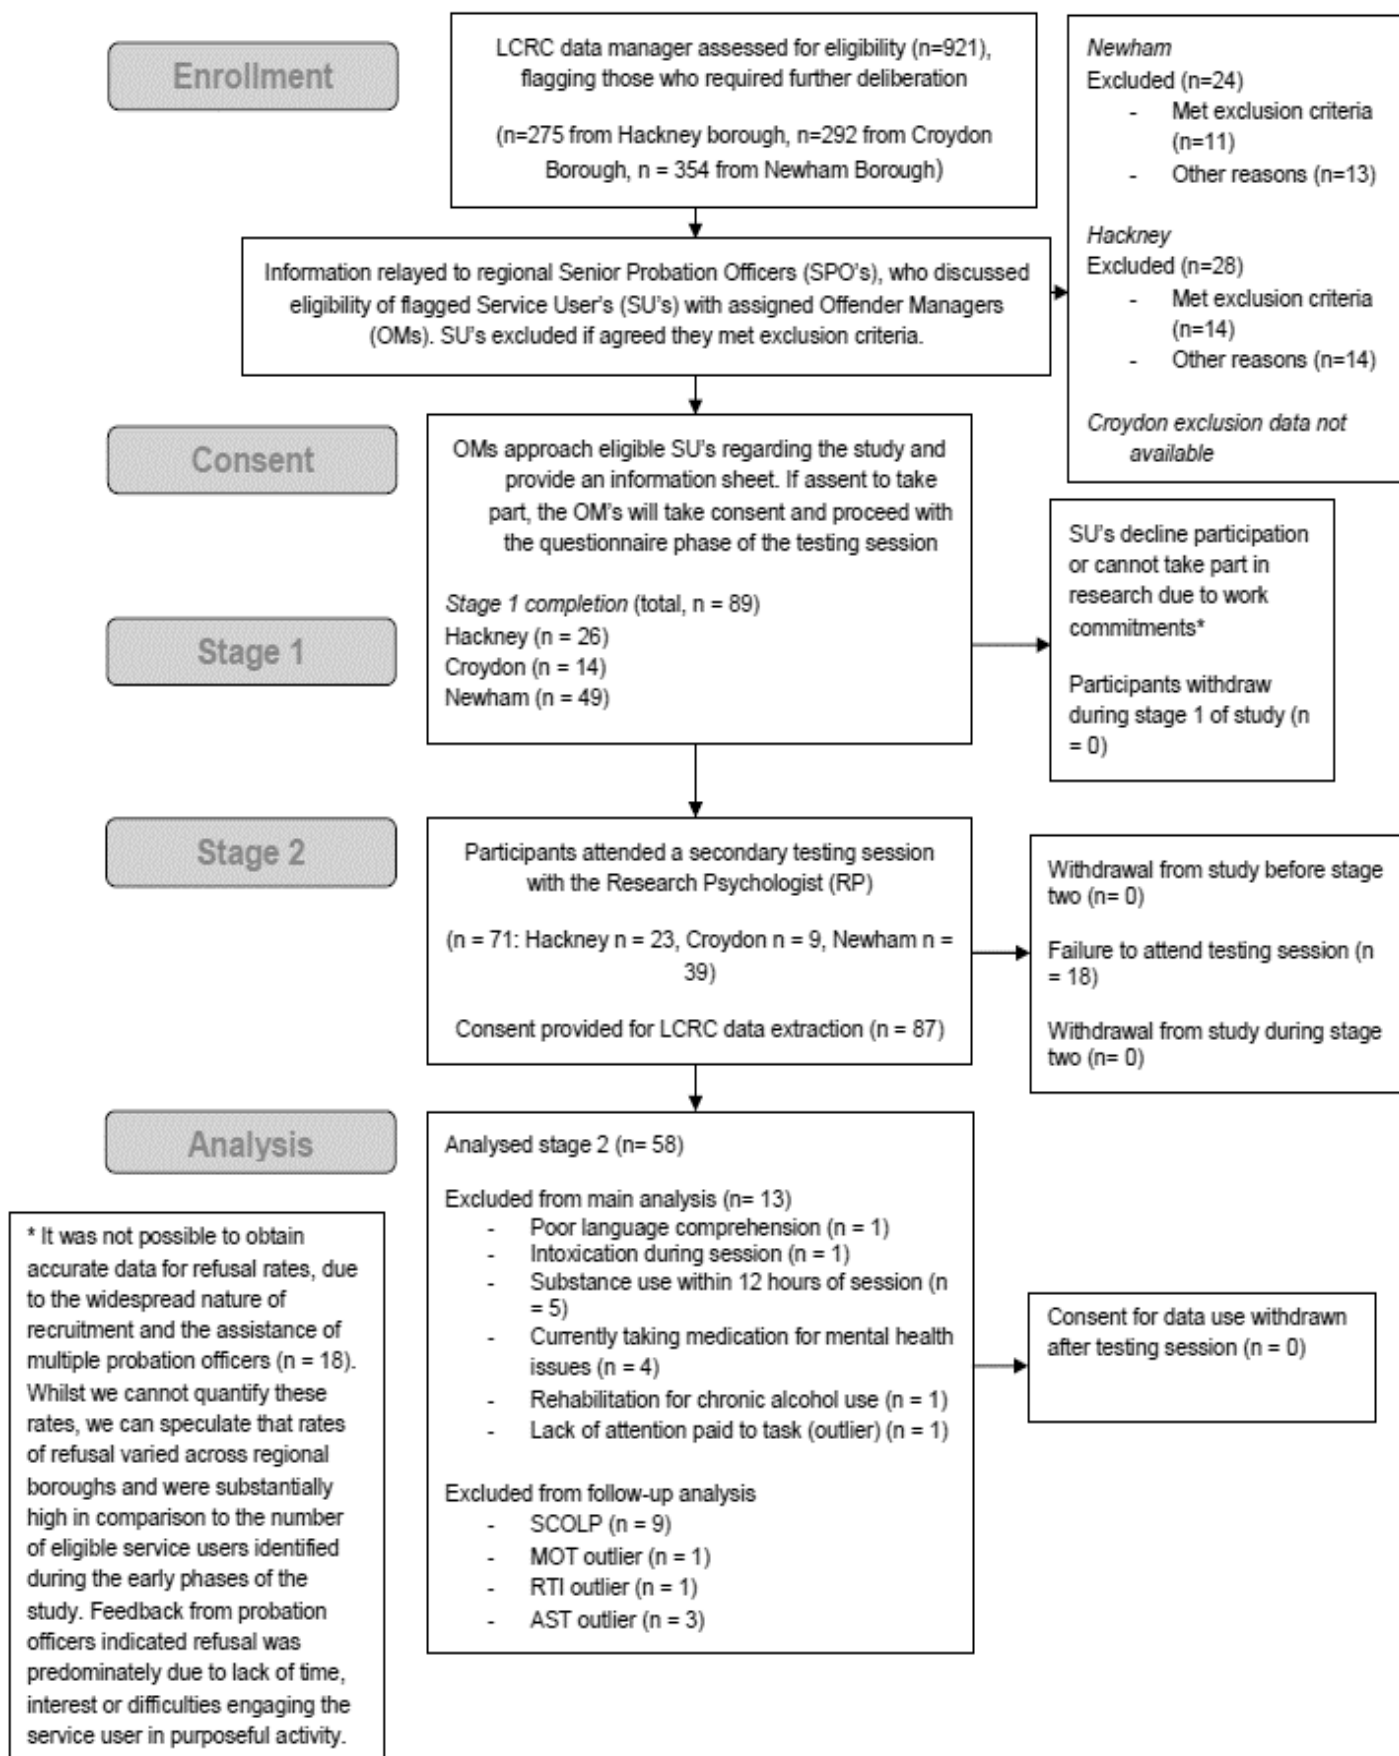 Enrollment
LCRC data manager assessed for eligibility (n=921),
flagging those who required further deliberation
(n=275 from Hackney borough, n=292 from Croydon
Borough, n = 354 from Newham Borough)
Newham
Excluded (n=24)
- Met exclusion criteria
(n=11)
- Other reasons (n=13)
Hackney
Excluded (n=28)
- Met exclusion criteria
(n=14)
- Other reasons (n=14)
Croydon exclusion data not
available
Information relayed to regional Senior Probation Officers (SPO's), who discussed
eligibility of flagged Service User's (SU's) with assigned Offender Managers
(OMs). SU's excluded if agreed they met exclusion criteria.
Consent
OMs approach eligible SU's regarding the study and
provide an information sheet. If assent to take
part, the OM's will take consent and proceed with
the questionnaire phase of the testing session
Stage 1
Stage 1 completion (total, n = 89)
Hackney (n = 26)
Croydon (n = 14)
Newham (n = 49)
SU's decline participation
or cannot take part in
research due to work
commitments*
Participants withdraw
during stage 1 of study (n
= 0)
Stage 2
Participants attended a secondary testing session
with the Research Psychologist (RP)
(n = 71: Hackney n = 23, Croydon n = 9, Newham n =
39)
Consent provided for LCRC data extraction (n = 87)
Withdrawal from study before stage
two (n= 0)
Failure to attend testing session (n
= 18)
Withdrawal from study during stage
two (n= 0)
Analysis
Analysed stage 2 (n= 58)
Excluded from main analysis (n= 13)
- Poor language comprehension (n = 1)
- Intoxication during session (n = 1)
- Substance use within 12 hours of session (n
= 5)
- Currently taking medication for mental health
issues (n = 4)
- Rehabilitation for chronic alcohol use (n = 1)
- Lack of attention paid to task (outlier) (n = 1)
Excluded from follow-up analysis
- SCOLP (n = 9)
- MOT outlier (n = 1)
- RTI outlier (n = 1)
- AST outlier (n = 3)
Consent for data use withdrawn
after testing session (n = 0)
* It was not possible to obtain
accurate data for refusal rates, due
to the widespread nature of
recruitment and the assistance of
multiple probation officers (n = 18).
Whilst we cannot quantify these
rates, we can speculate that rates
of refusal varied across regional
boroughs and were substantially
high in comparison to the number
of eligible service users identified
during the early phases of the
study. Feedback from probation
officers indicated refusal was
predominately due to lack of time,
interest or difficulties engaging the
service user in purposeful activity.